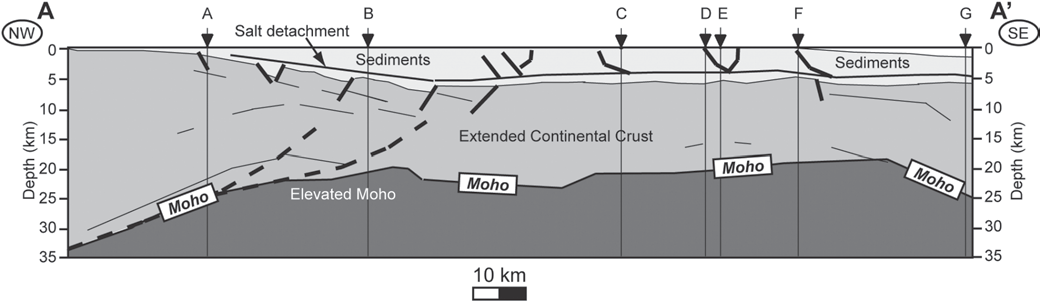 A A B C D E F G A'
NW SE
Salt detachment
0 Sediments Sediments 0
5 5
10 10
Extended Continental Crust
15 15
20 20
Moho Moho Moho Moho
Elevated Moho
25 25
30 30
35 35
Depth (km) Depth (km)
10 km